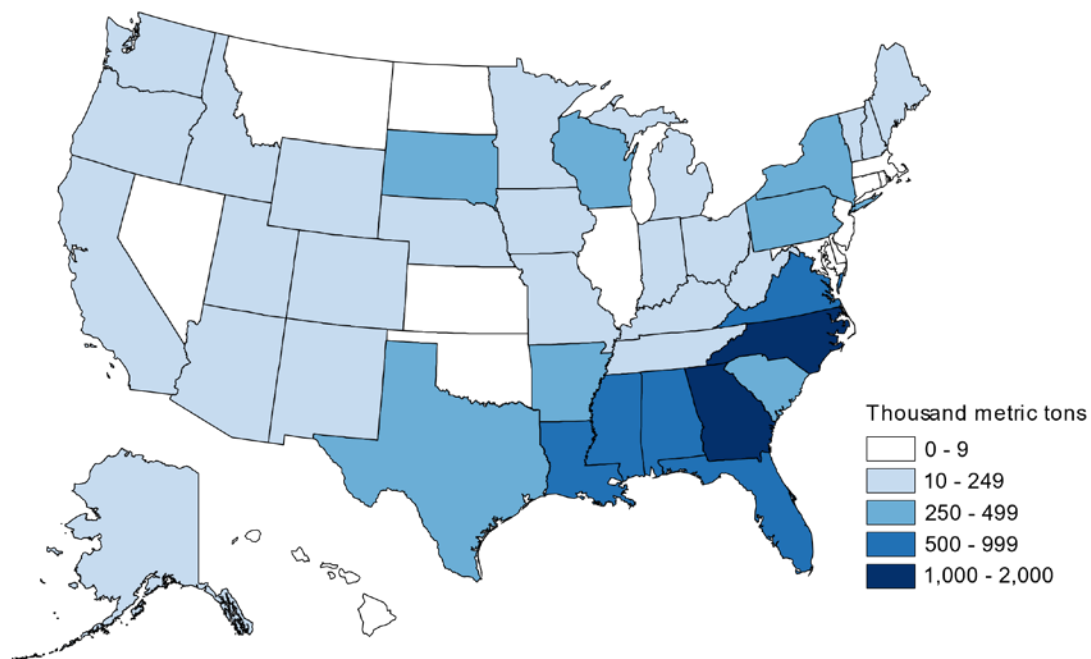 Thousand metric tons
0 - 9
10 - 249
250 - 499
500 - 999
1,000 - 2,000